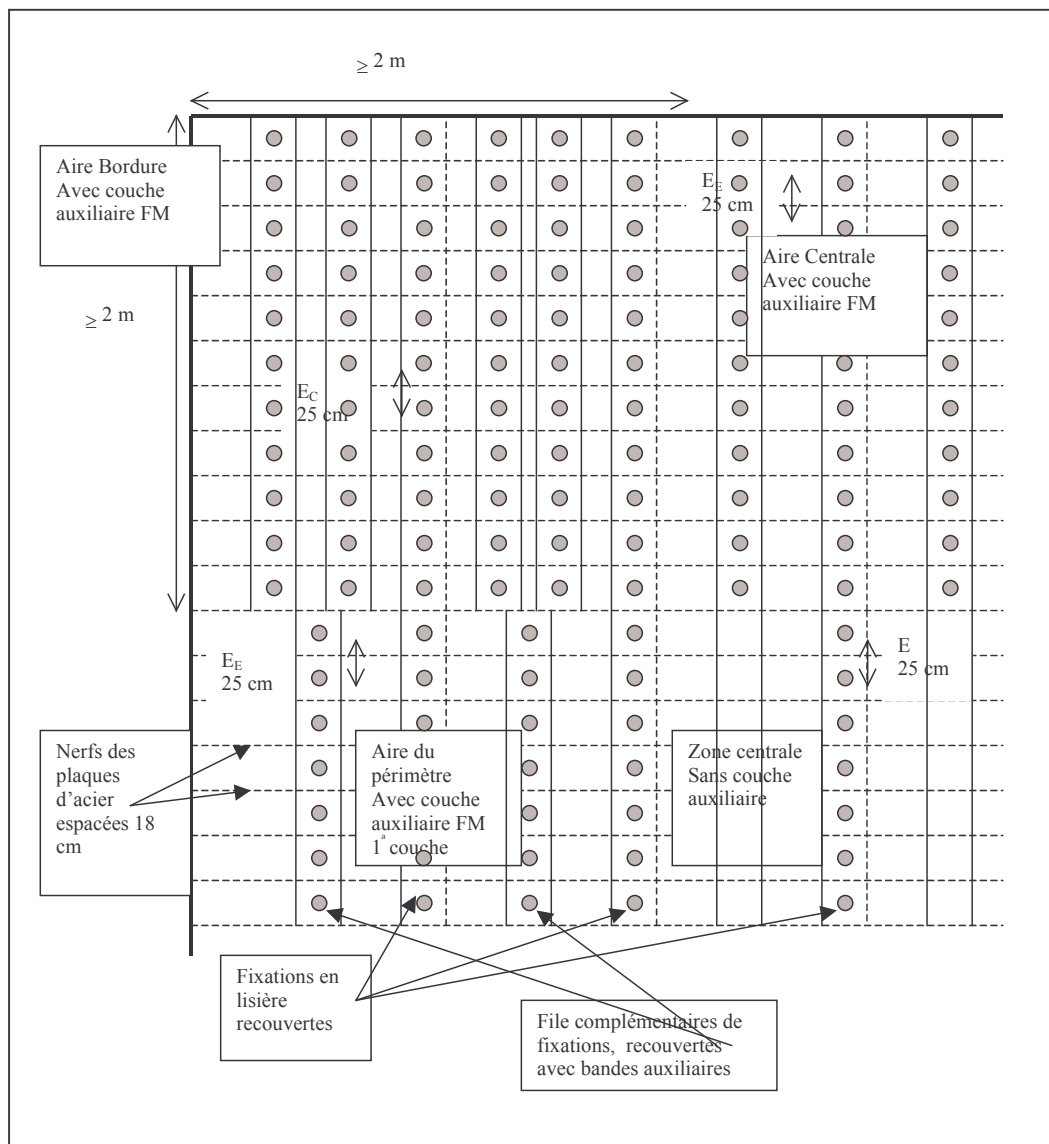 ≥ 2 m
Aire Bordure
Avec couche
auxiliaire FM
E_E
25 cm
Aire Centrale
Avec couche
auxiliaire FM
≥ 2 m
E_C
25 cm
E_E
25 cm
E
25 cm
Nerfs des
plaques
d’acier
espacées 18
cm
Aire du
périmètre
Avec couche
auxiliaire FM
1ª couche
Zone centrale
Sans couche
auxiliaire
Fixations en
lisière
recouvertes
File complémentaires de
fixations, recouvertes
avec bandes auxiliaires